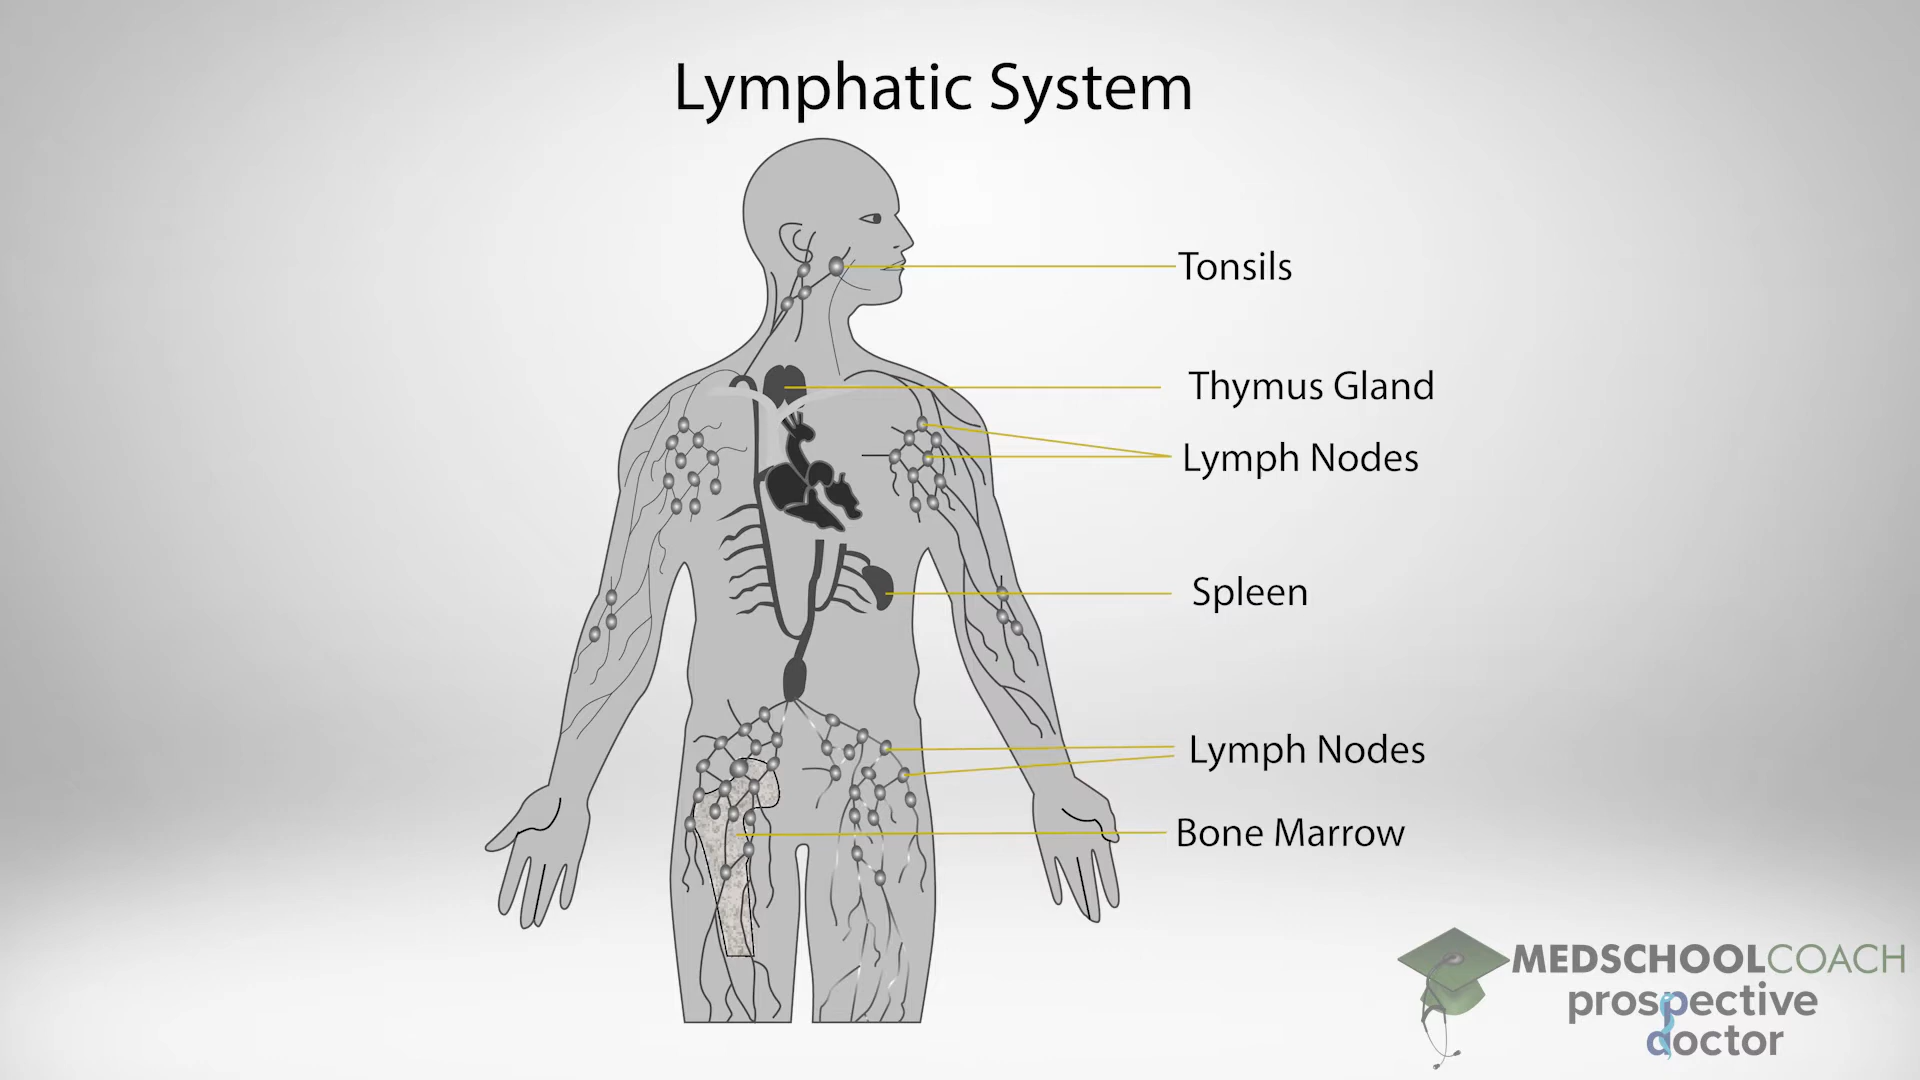 Lymphatic System
Tonsils
Thymus Gland
Lymph Nodes
Spleen
Lymph Nodes
Bone Marrow
MEDSCHOOLCOACH
prospective
doctor